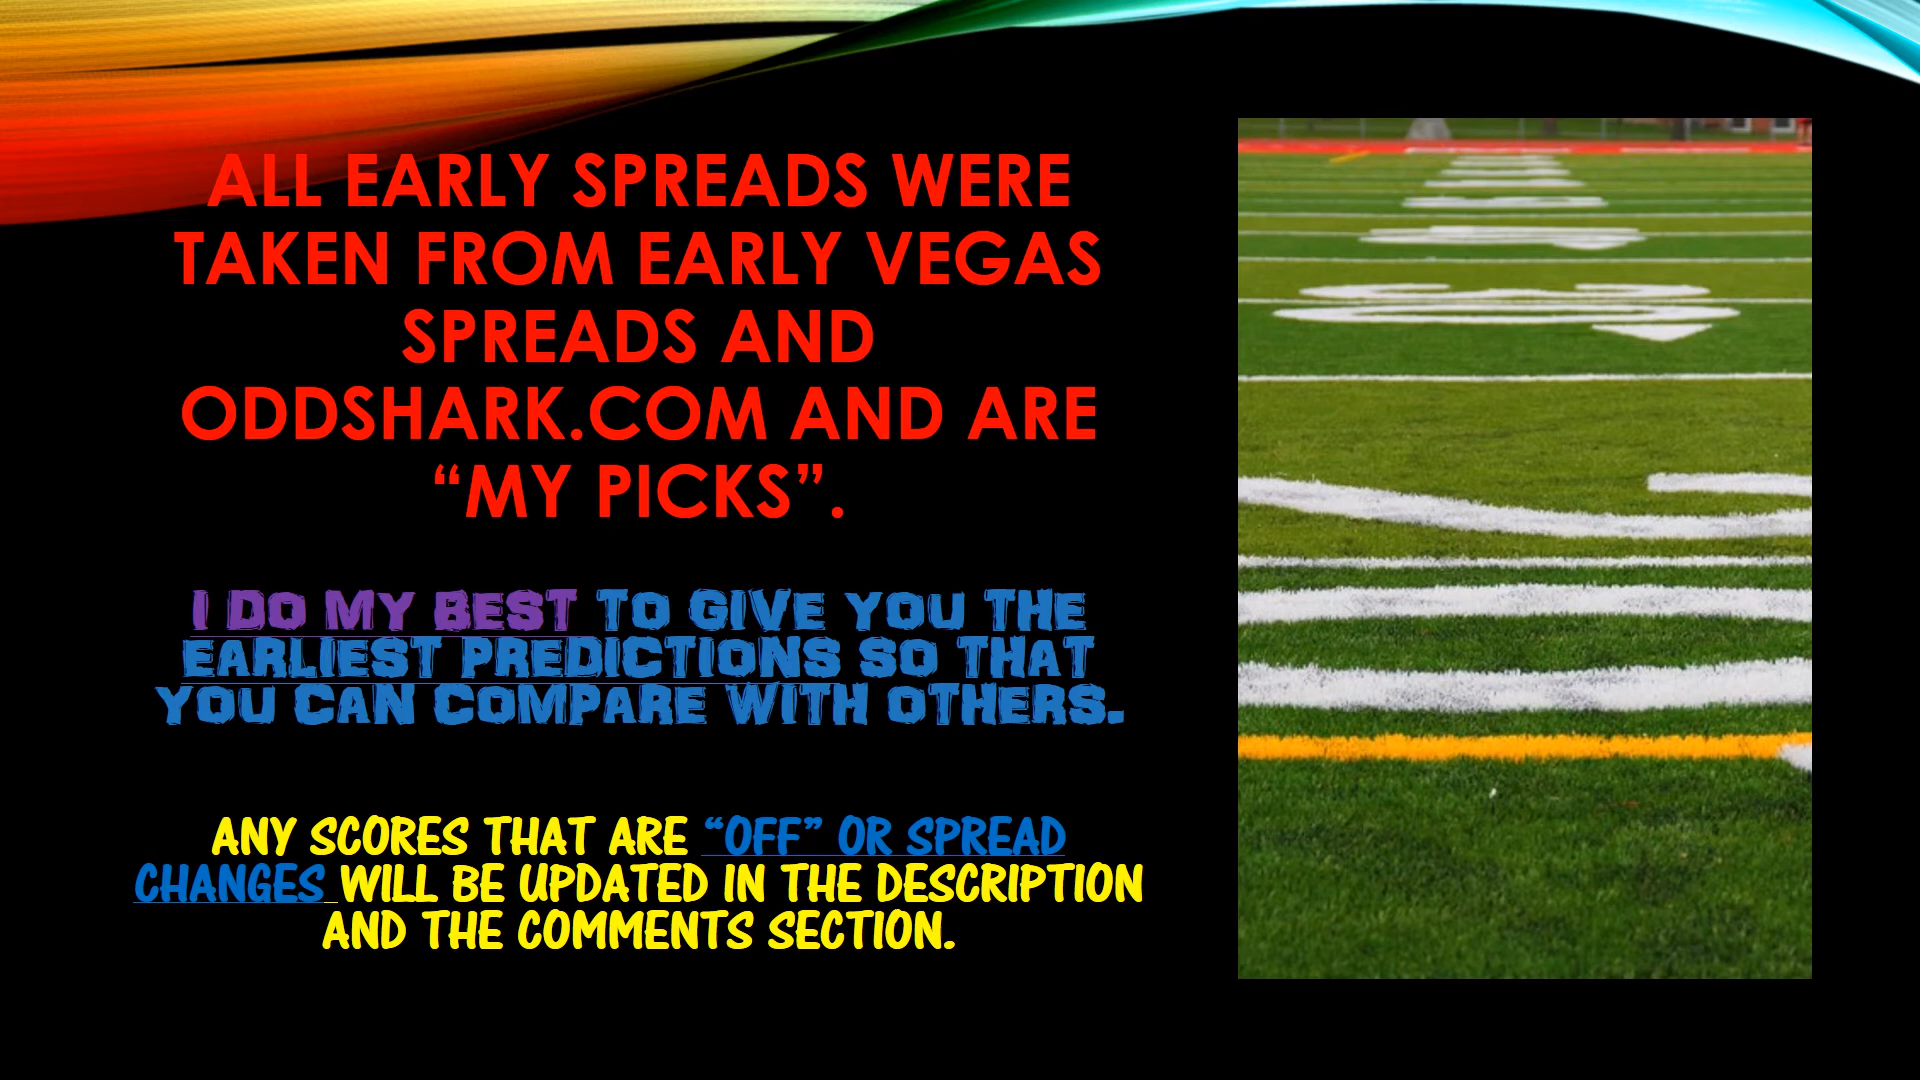 ALL EARLY SPREADS WERE
TAKEN FROM EARLY VEGAS
SPREADS AND
ODDSHARK.COM AND ARE
“MY PICKS”.
I DO MY BEST TO GIVE YOU THE
EARLIEST PREDICTIONS SO THAT
YOU CAN COMPARE WITH OTHERS.
ANY SCORES THAT ARE “OFF” OR SPREAD
CHANGES WILL BE UPDATED IN THE DESCRIPTION
AND THE COMMENTS SECTION.